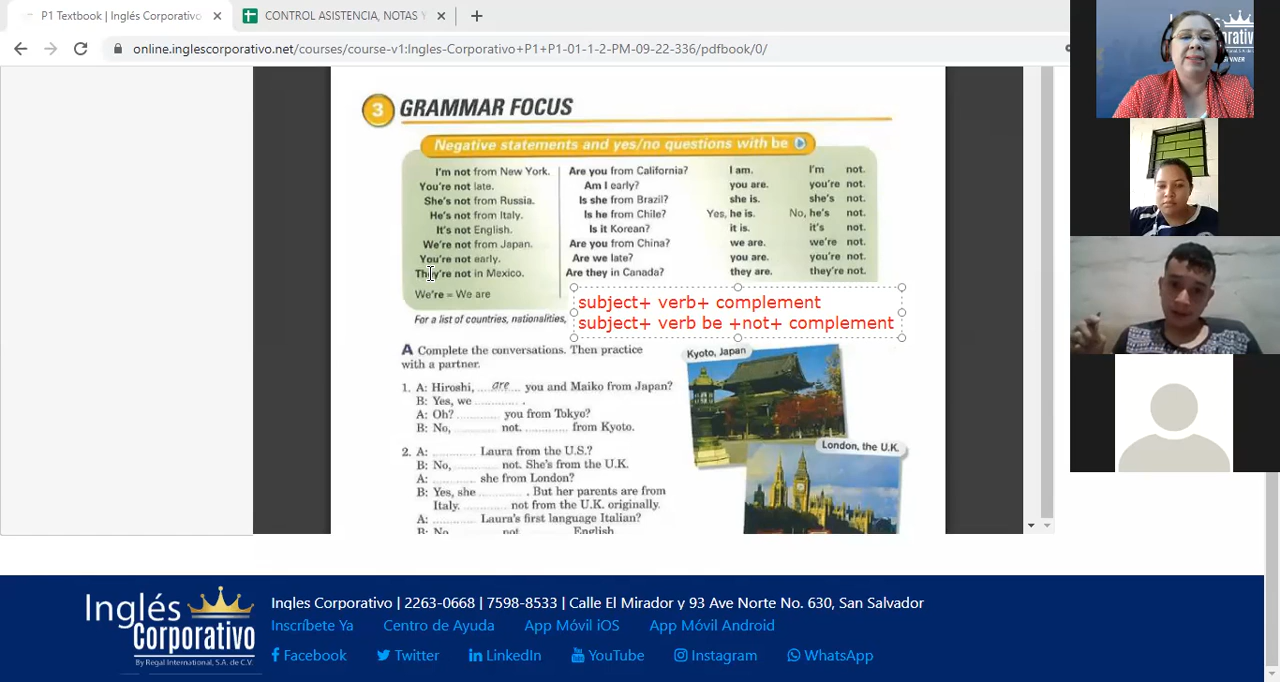 P1 Textbook | Inglés Corporativo
CONTROL ASISTENCIA, NOTAS Y
online.inglescorporativo.net/courses/course-v1:Ingles-Corporativo+P1+P1-01-1-2-PM-09-22-336/pdfbook/0/
3 GRAMMAR FOCUS
Negative statements and yes/no questions with be
I'm not from New York. Are you from California? I am. I'm not.
You're not late. Am I early? you are. you're not.
She's not from Russia. Is she from Brazil? she is. she's not.
He's not from Italy. Is he from Chile? Yes, he is. No, he's not.
It's not English. Is it Korean? it is. it's not.
We're not from Japan. Are you from China? we are. we're not.
You're not early. Are we late? you are. you're not.
They're not in Mexico. Are they in Canada? they are. they're not.
We're = We are
subject+ verb+ complement
For a list of countries, nationalities,
subject+ verb be +not+ complement
A Complete the conversations. Then practice
with a partner.
1. A: Hiroshi, are you and Maiko from Japan?
B: Yes, we .
A: Oh? you from Tokyo?
B: No, not. from Kyoto.
2. A: Laura from the U.S.?
B: No, not. She's from the U.K.
A: she from London?
B: Yes, she . But her parents are from
Italy. not from the U.K. originally.
A: Laura's first language Italian?
B: No not English
Kyoto, Japan
London, the U.K.
Inglés
Corporativo
By Regal International, S.A. de C.V.
Ingles Corporativo | 2263-0668 | 7598-8533 | Calle El Mirador y 93 Ave Norte No. 630, San Salvador
Inscríbete Ya Centro de Ayuda App Móvil iOS App Móvil Android
Facebook Twitter LinkedIn YouTube Instagram WhatsApp